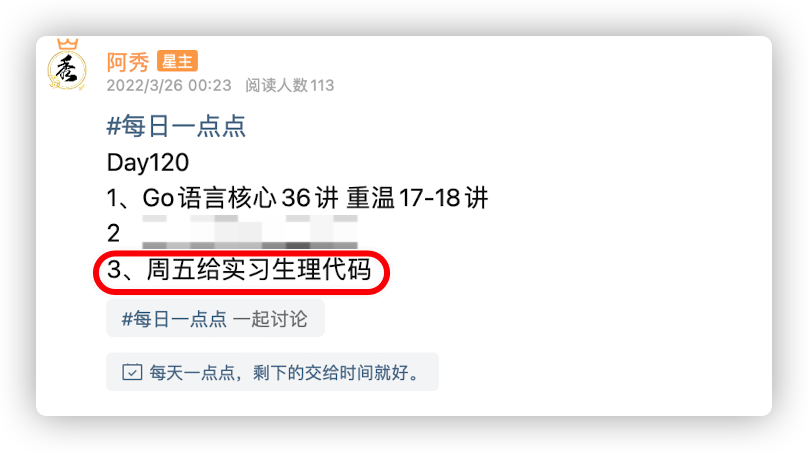 秀
阿秀 星主
2022/3/26 00:23 阅读人数113
#每日一点点
Day120
1、Go语言核心36讲 重温17-18讲
2
3、周五给实习生理代码
#每日一点点 一起讨论
每天一点点，剩下的交给时间就好。